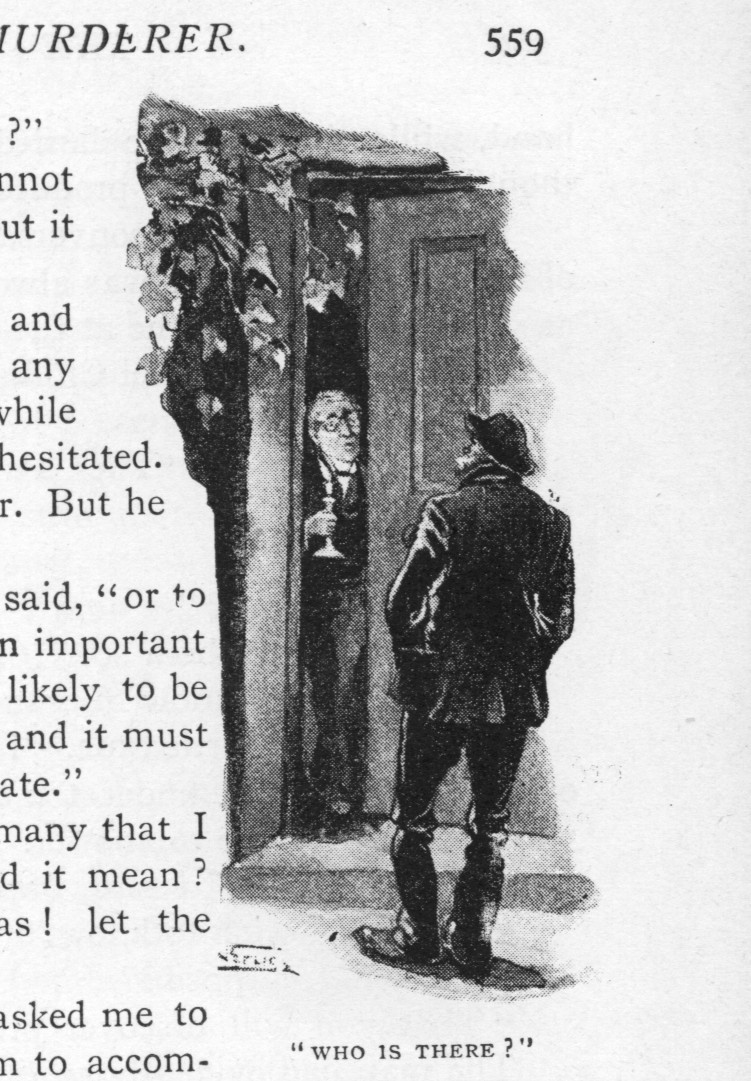 MURDERER.
559
?”
nnot
ut it
and
any
while
hesitated.
r. But he
said, “or to
n important
likely to be
and it must
ate.”
many that I
d it mean ?
as ! let the
asked me to
m to accom-
“WHO IS THERE ?”